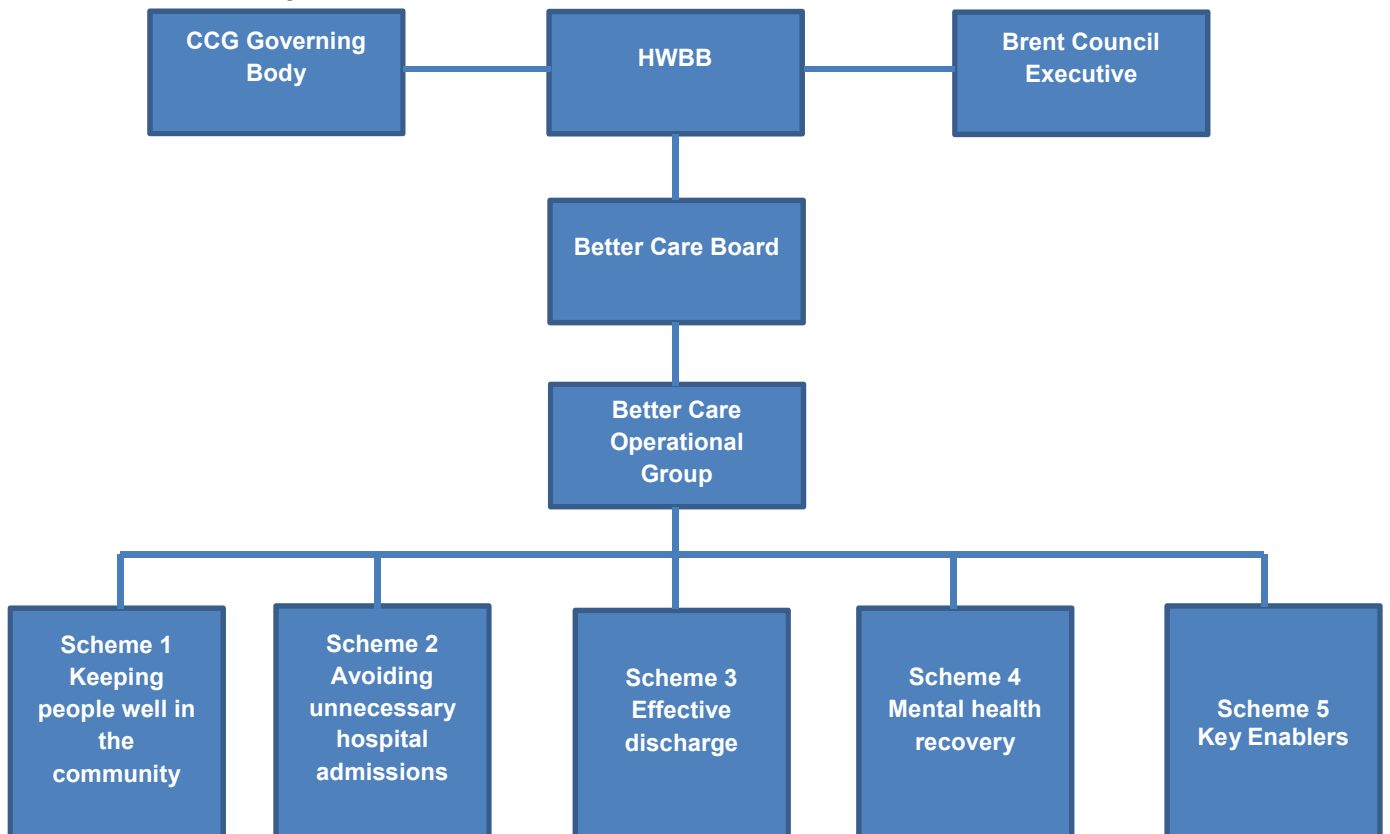 CCG Governing
Body
HWBB
Brent Council
Executive
Better Care Board
Better Care
Operational
Group
Scheme 1
Keeping
people well in
the
community
Scheme 2
Avoiding
unnecessary
hospital
admissions
Scheme 3
Effective
discharge
Scheme 4
Mental health
recovery
Scheme 5
Key Enablers